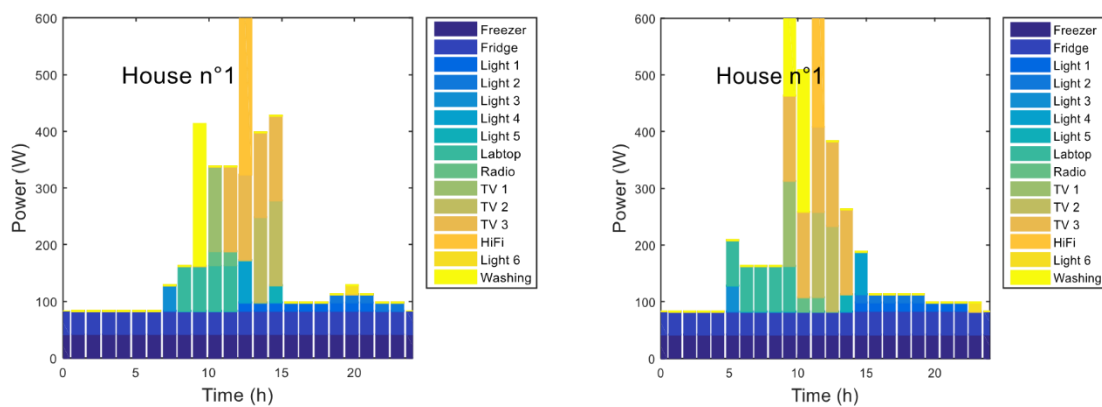 600
500
400
300
200
100
0
Power (W)
House n°1
0
5
10
15
20
Time (h)
Freezer
Fridge
Light 1
Light 2
Light 3
Light 4
Light 5
Labtop
Radio
TV 1
TV 2
TV 3
HiFi
Light 6
Washing
600
500
400
300
200
100
0
Power (W)
House n°1
0
5
10
15
20
Time (h)
Freezer
Fridge
Light 1
Light 2
Light 3
Light 4
Light 5
Labtop
Radio
TV 1
TV 2
TV 3
HiFi
Light 6
Washing